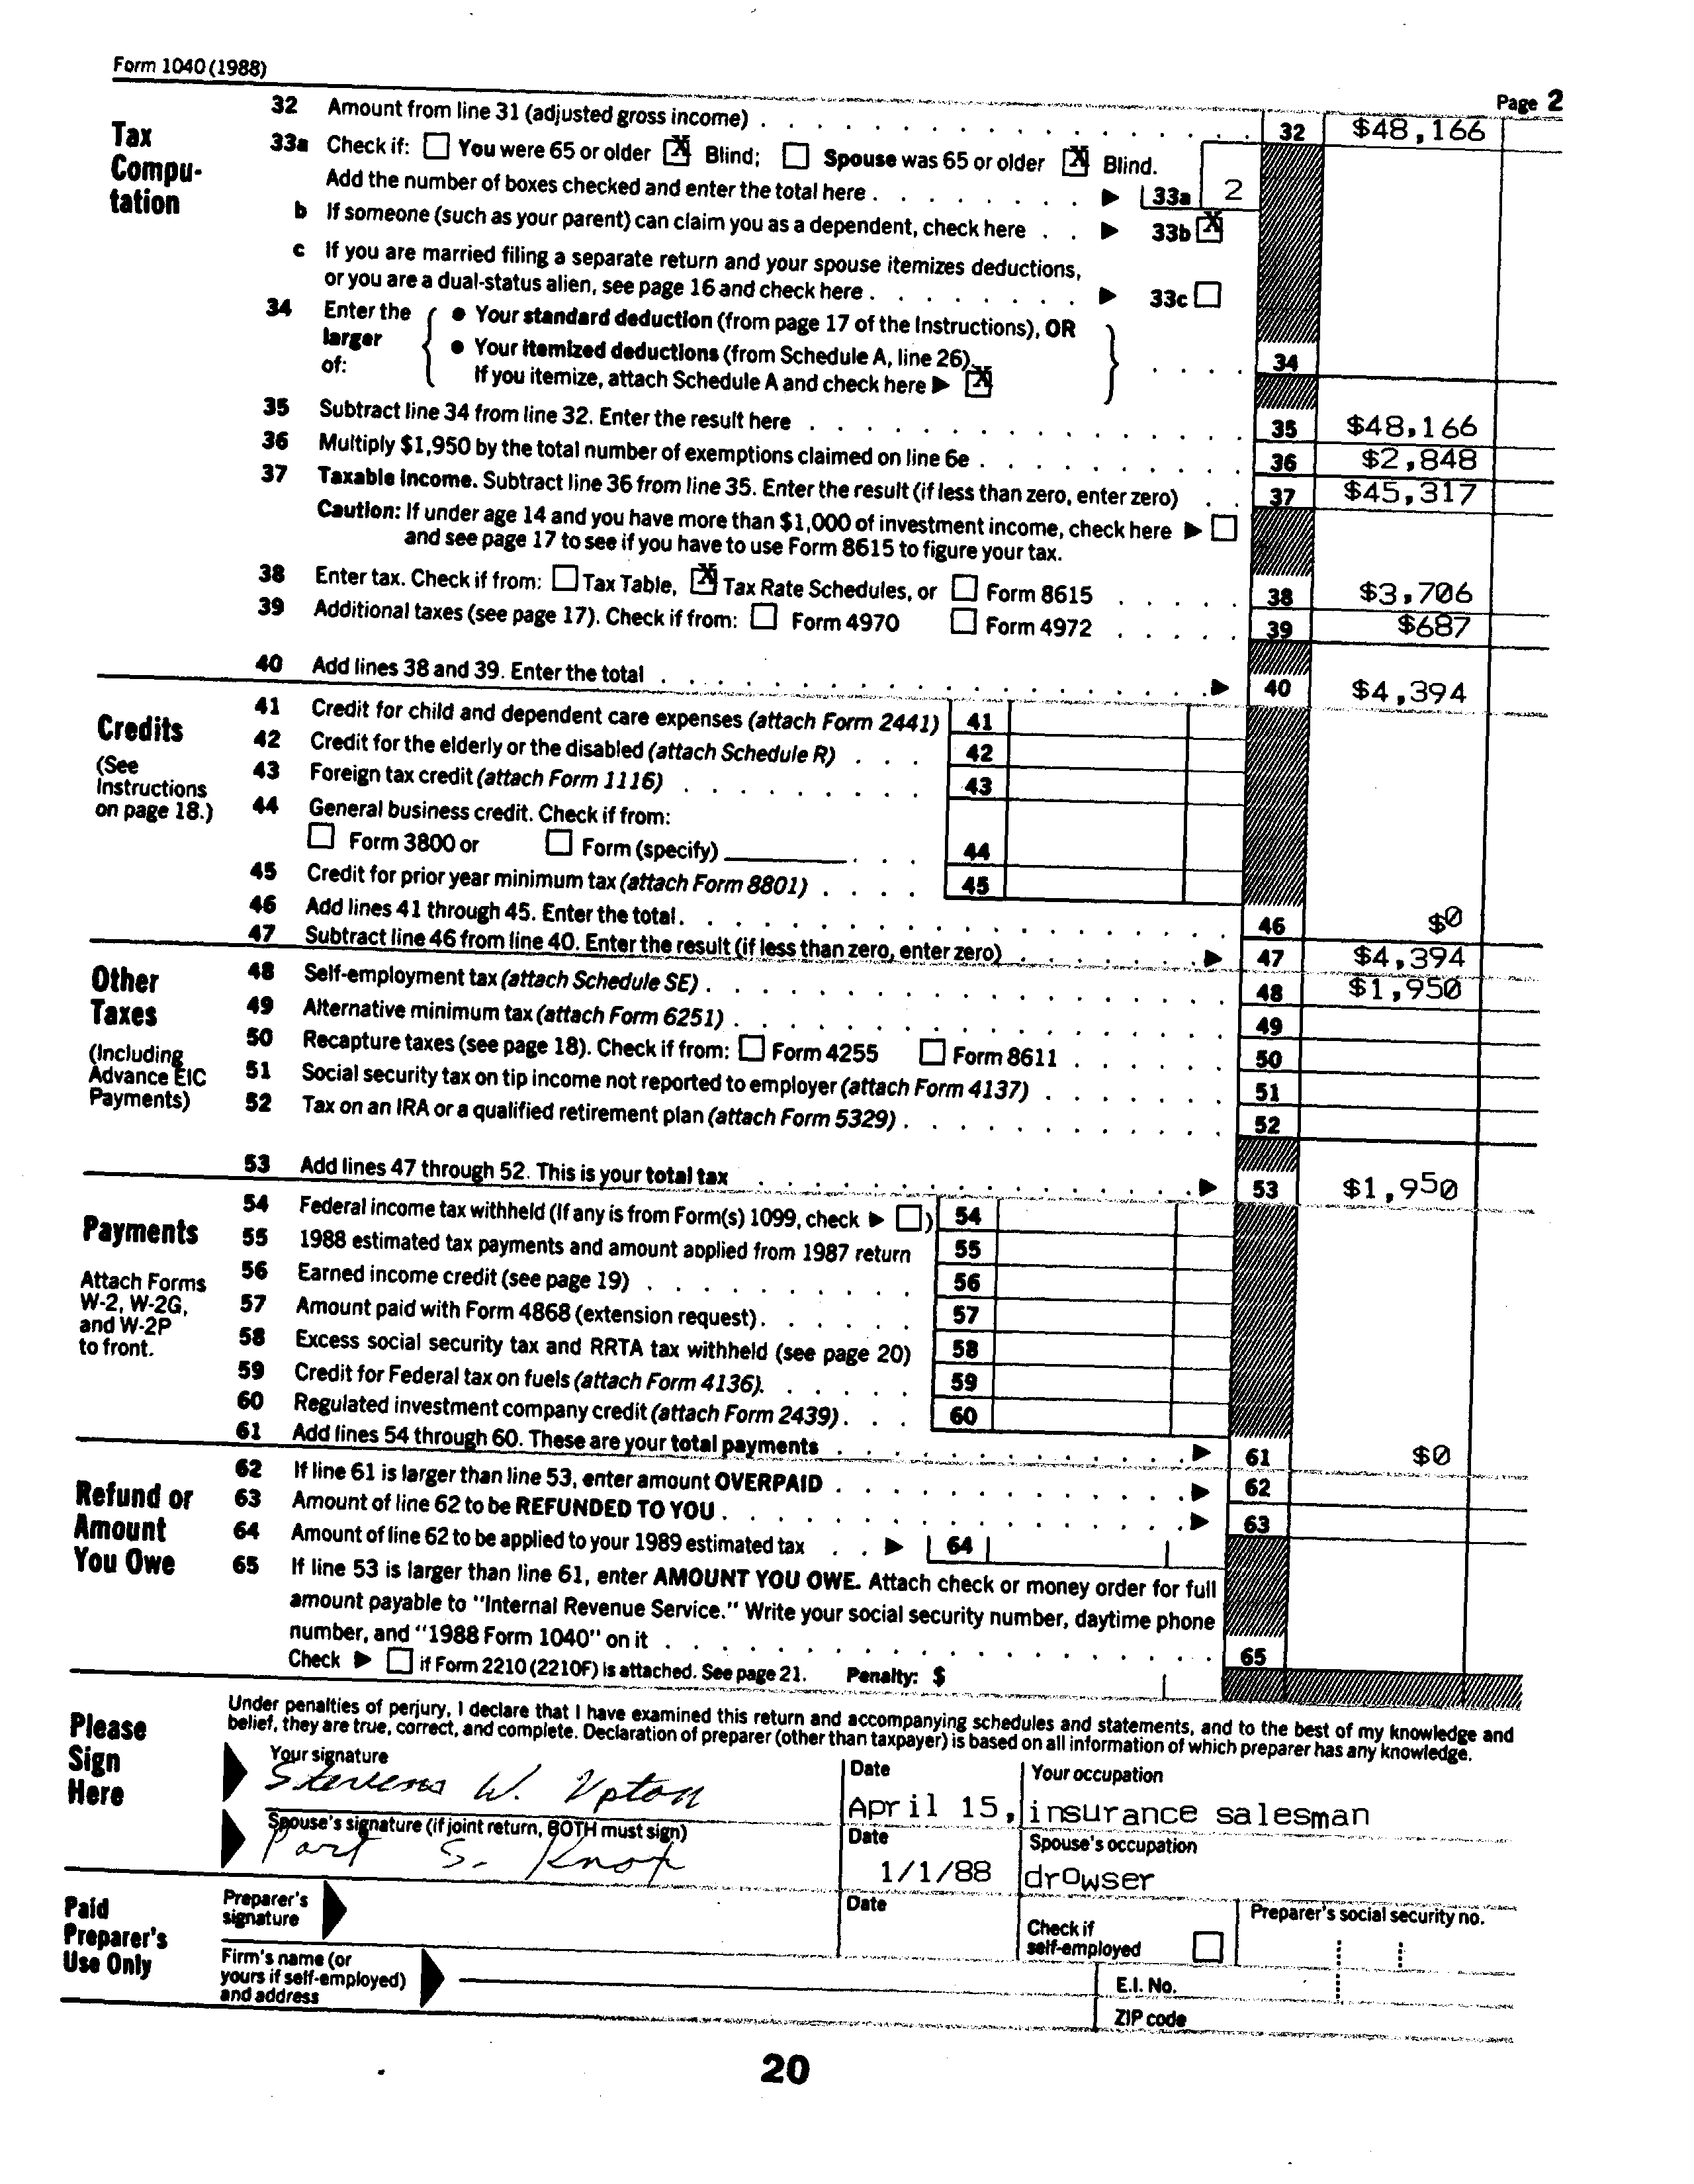 Form 1040 (1988)
Page 2
Tax Compu-tation
32 Amount from line 31 (adjusted gross income) . . . 32 $48,166
33a Check if: ☐ You were 65 or older ☒ Blind; ☐ Spouse was 65 or older ☒ Blind.
Add the number of boxes checked and enter the total here . . . ▶ 33a 2
b If someone (such as your parent) can claim you as a dependent, check here . . ▶ 33b ☒
c If you are married filing a separate return and your spouse itemizes deductions,
or you are a dual-status alien, see page 16 and check here . . . ▶ 33c ☐
34 Enter the larger of: { ● Your standard deduction (from page 17 of the Instructions), OR
● Your itemized deductions (from Schedule A, line 26).
If you itemize, attach Schedule A and check here ▶ ☒ } . . . . 34
35 Subtract line 34 from line 32. Enter the result here . . . 35 $48,166
36 Multiply $1,950 by the total number of exemptions claimed on line 6e . . . 36 $2,848
37 Taxable income. Subtract line 36 from line 35. Enter the result (if less than zero, enter zero) . . 37 $45,317
Caution: If under age 14 and you have more than $1,000 of investment income, check here ▶ ☐
and see page 17 to see if you have to use Form 8615 to figure your tax.
38 Enter tax. Check if from: ☐ Tax Table, ☒ Tax Rate Schedules, or ☐ Form 8615 . . . 38 $3,706
39 Additional taxes (see page 17). Check if from: ☐ Form 4970 ☐ Form 4972 . . . 39 $687
40 Add lines 38 and 39. Enter the total . . . ▶ 40 $4,394
Credits
(See Instructions on page 18.)
41 Credit for child and dependent care expenses (attach Form 2441) 41
42 Credit for the elderly or the disabled (attach Schedule R) . . . 42
43 Foreign tax credit (attach Form 1116) . . . 43
44 General business credit. Check if from:
☐ Form 3800 or ☐ Form (specify) ______ . . . 44
45 Credit for prior year minimum tax (attach Form 8801) . . . 45
46 Add lines 41 through 45. Enter the total . . . 46 $0
47 Subtract line 46 from line 40. Enter the result (if less than zero, enter zero) . . . ▶ 47 $4,394
Other Taxes
(Including Advance EIC Payments)
48 Self-employment tax (attach Schedule SE) . . . 48 $1,950
49 Alternative minimum tax (attach Form 6251) . . . 49
50 Recapture taxes (see page 18). Check if from: ☐ Form 4255 ☐ Form 8611 . . . 50
51 Social security tax on tip income not reported to employer (attach Form 4137) . . . 51
52 Tax on an IRA or a qualified retirement plan (attach Form 5329) . . . 52
53 Add lines 47 through 52. This is your total tax . . . ▶ 53 $1,950
Payments
Attach Forms W-2, W-2G, and W-2P to front.
54 Federal income tax withheld (If any is from Form(s) 1099, check ▶ ☐) 54
55 1988 estimated tax payments and amount applied from 1987 return 55
56 Earned income credit (see page 19) . . . 56
57 Amount paid with Form 4868 (extension request) . . . 57
58 Excess social security tax and RRTA tax withheld (see page 20) 58
59 Credit for Federal tax on fuels (attach Form 4136). . . . 59
60 Regulated investment company credit (attach Form 2439) . . . 60
61 Add lines 54 through 60. These are your total payments . . . ▶ 61 $0
Refund or Amount You Owe
62 If line 61 is larger than line 53, enter amount OVERPAID . . . ▶ 62
63 Amount of line 62 to be REFUNDED TO YOU . . . ▶ 63
64 Amount of line 62 to be applied to your 1989 estimated tax . . ▶ 64
65 If line 53 is larger than line 61, enter AMOUNT YOU OWE. Attach check or money order for full
amount payable to "Internal Revenue Service." Write your social security number, daytime phone
number, and "1988 Form 1040" on it . . . 65
Check ▶ ☐ if Form 2210 (2210F) is attached. See page 21. Penalty: $
Please Sign Here
Under penalties of perjury, I declare that I have examined this return and accompanying schedules and statements, and to the best of my knowledge and
belief, they are true, correct, and complete. Declaration of preparer (other than taxpayer) is based on all information of which preparer has any knowledge.
Your signature Date Your occupation
Stevens W. Upton April 15, insurance salesman
Spouse's signature (if joint return, BOTH must sign) Date Spouse's occupation
S. Knox 1/1/88 drowser
Paid Preparer's Use Only
Preparer's signature Date Check if self-employed ☐ Preparer's social security no.
Firm's name (or yours if self-employed) and address
E.I. No.
ZIP code
20